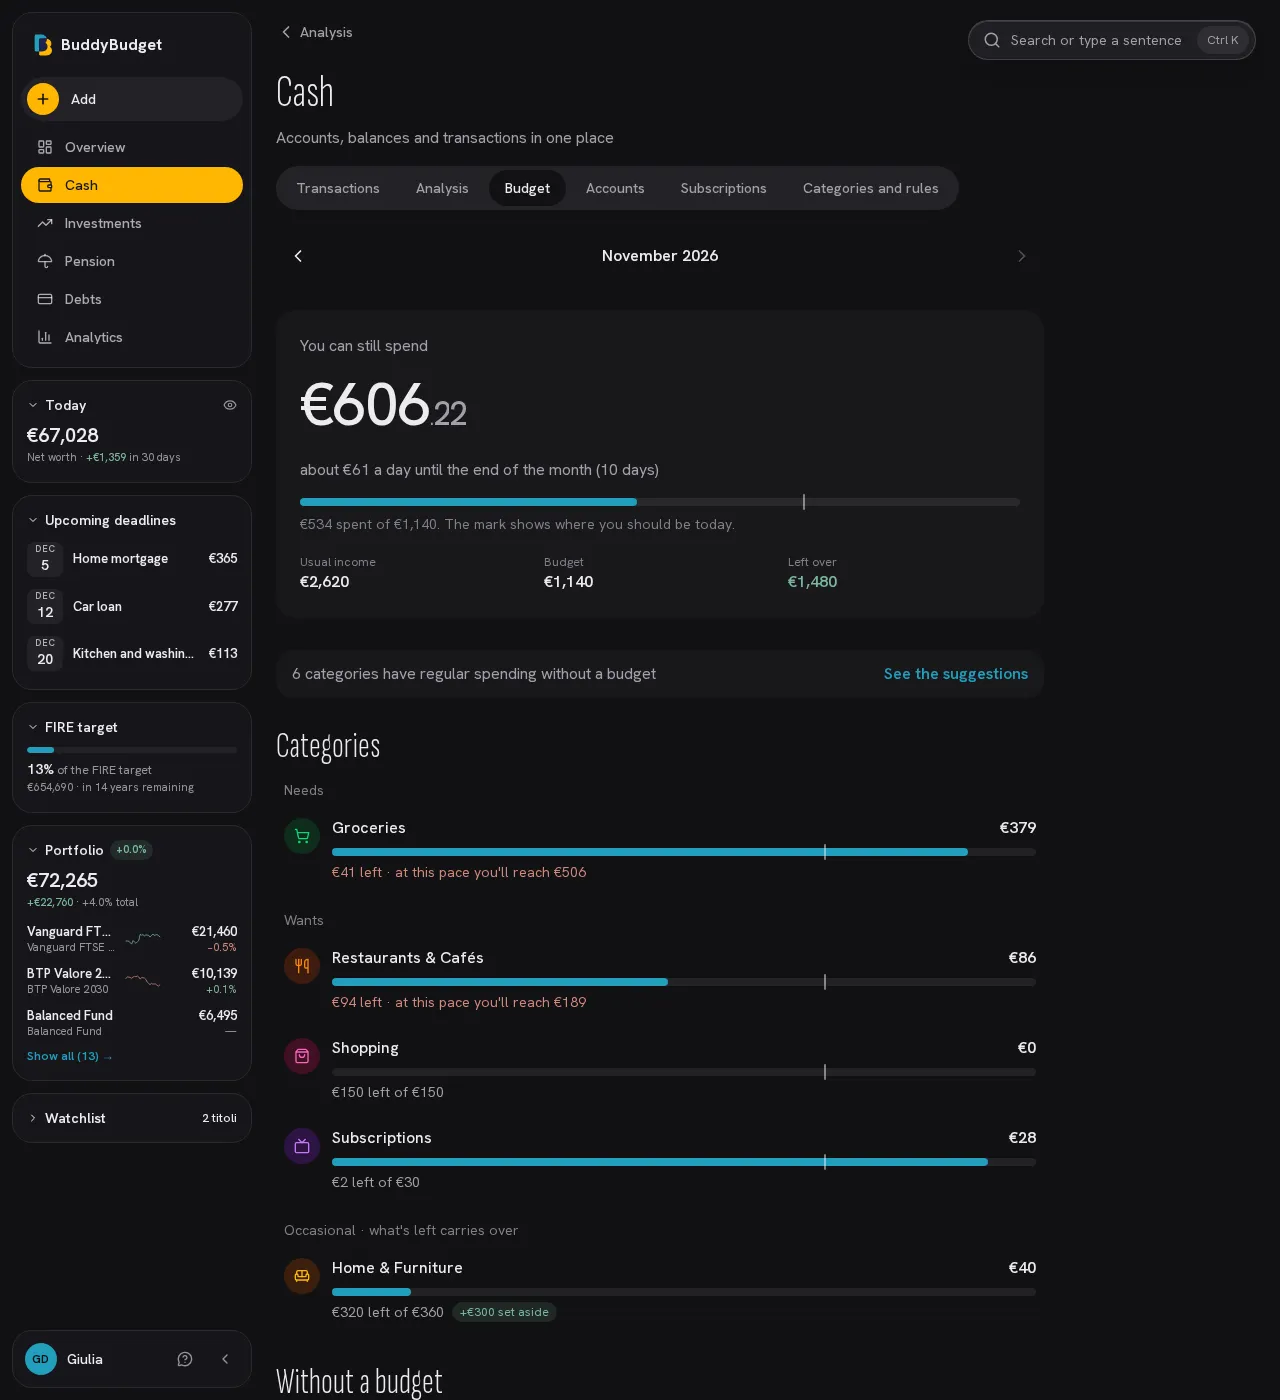 BuddyBudget
Add
Overview
Cash
Investments
Pension
Debts
Analytics
Today
€67,028
Net worth · +€1,359 in 30 days
Upcoming deadlines
DEC
5
Home mortgage
€365
DEC
12
Car loan
€277
DEC
20
Kitchen and washin...
€113
FIRE target
13% of the FIRE target
€654,690 · in 14 years remaining
Portfolio +0.0%
€72,265
+€22,760 · +4.0% total
Vanguard FT... €21,460
Vanguard FTSE ... −0.5%
BTP Valore 2... €10,139
BTP Valore 2030 +0.1%
Balanced Fund €6,495
Balanced Fund —
Show all (13) →
Watchlist 2 titoli
GD Giulia
Analysis
Search or type a sentence Ctrl K
Cash
Accounts, balances and transactions in one place
Transactions Analysis Budget Accounts Subscriptions Categories and rules
November 2026
You can still spend
€606.22
about €61 a day until the end of the month (10 days)
€534 spent of €1,140. The mark shows where you should be today.
Usual income Budget Left over
€2,620 €1,140 €1,480
6 categories have regular spending without a budget See the suggestions
Categories
Needs
Groceries €379
€41 left · at this pace you'll reach €506
Wants
Restaurants & Cafés €86
€94 left · at this pace you'll reach €189
Shopping €0
€150 left of €150
Subscriptions €28
€2 left of €30
Occasional · what's left carries over
Home & Furniture €40
€320 left of €360 +€300 set aside
Without a budget